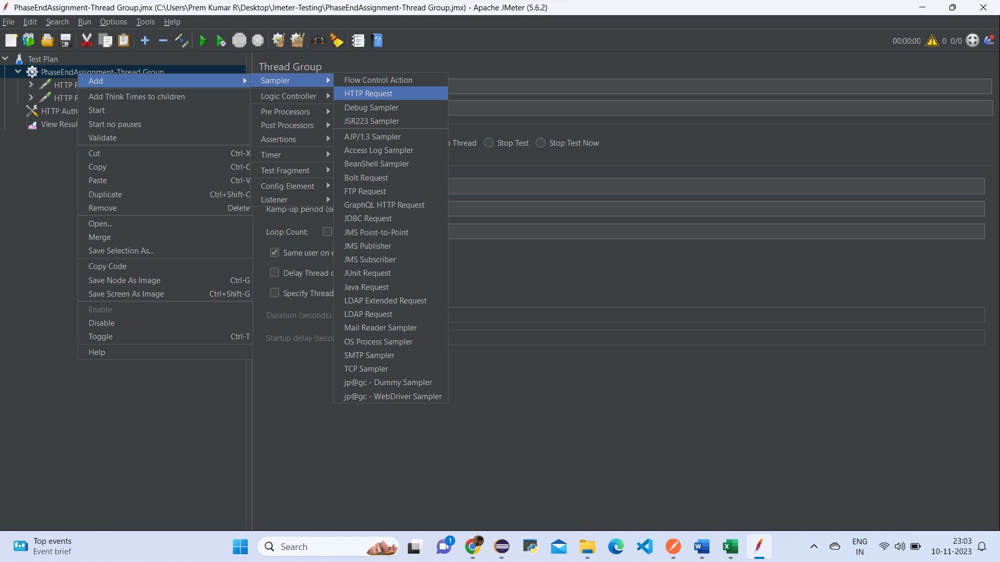 PhaseEndAssignment-Thread Group.jmx (C:\Users\Prem Kumar R\Desktop\Jmeter-Testing\PhaseEndAssignment-Thread Group.jmx) - Apache JMeter (5.6.2)
File Edit Search Run Options Tools Help
STOP
00:00:00 0 0/0
Test Plan
PhaseEndAssignment-Thread Group
HTTP R
HTTP R
HTTP Auth
View Resul
Add
Add Think Times to children
Start
Start no pauses
Validate
Cut Ctrl-X
Copy Ctrl-C
Paste Ctrl-V
Duplicate Ctrl+Shift-C
Remove Delete
Open...
Merge
Save Selection As...
Copy Code
Save Node As Image Ctrl-G
Save Screen As Image Ctrl+Shift-G
Enable
Disable
Toggle Ctrl-T
Help
Sampler
Logic Controller
Pre Processors
Post Processors
Assertions
Timer
Test Fragment
Config Element
Listener
Flow Control Action
HTTP Request
Debug Sampler
JSR223 Sampler
AJP/1.3 Sampler
Access Log Sampler
BeanShell Sampler
Bolt Request
FTP Request
GraphQL HTTP Request
JDBC Request
JMS Point-to-Point
JMS Publisher
JMS Subscriber
JUnit Request
Java Request
LDAP Extended Request
LDAP Request
Mail Reader Sampler
OS Process Sampler
SMTP Sampler
TCP Sampler
jp@gc - Dummy Sampler
jp@gc - WebDriver Sampler
Thread Group
Thread Stop Test Stop Test Now
Ramp-up period (se
Loop Count:
Same user on e
Delay Thread c
Specify Thread
Duration (seconds):
Startup delay (secon
Top events
Event brief
Search
1
ENG
IN
23:03
10-11-2023